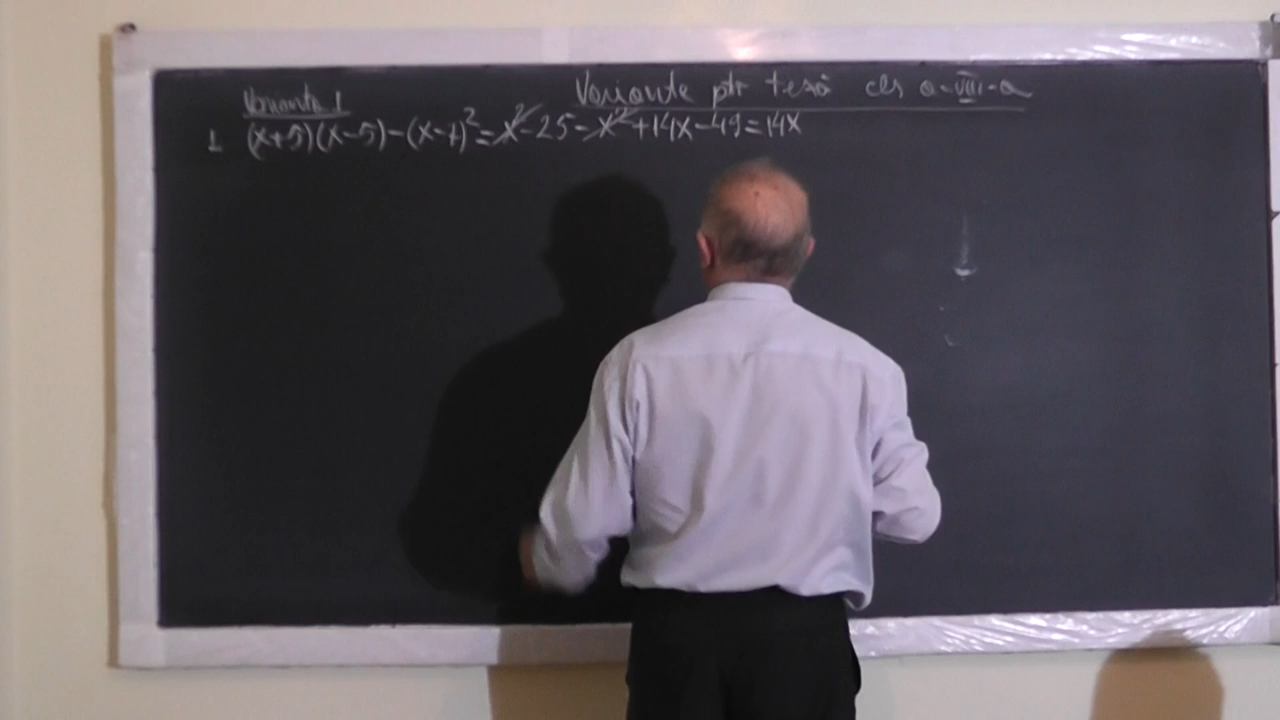 Variante ptr teză cls a-VIII-a
Varianta 1
1. (x+5)(x-5)-(x-7)²=x²-25-x²+14x-49=14x